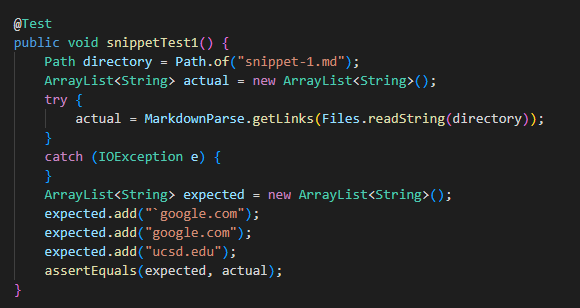 @Test
public void snippetTest1() {
    Path directory = Path.of("snippet-1.md");
    ArrayList<String> actual = new ArrayList<String>();
    try {
        actual = MarkdownParse.getLinks(Files.readString(directory));
    }
    catch (IOException e) {
    }
    ArrayList<String> expected = new ArrayList<String>();
    expected.add("`google.com");
    expected.add("google.com");
    expected.add("ucsd.edu");
    assertEquals(expected, actual);
}